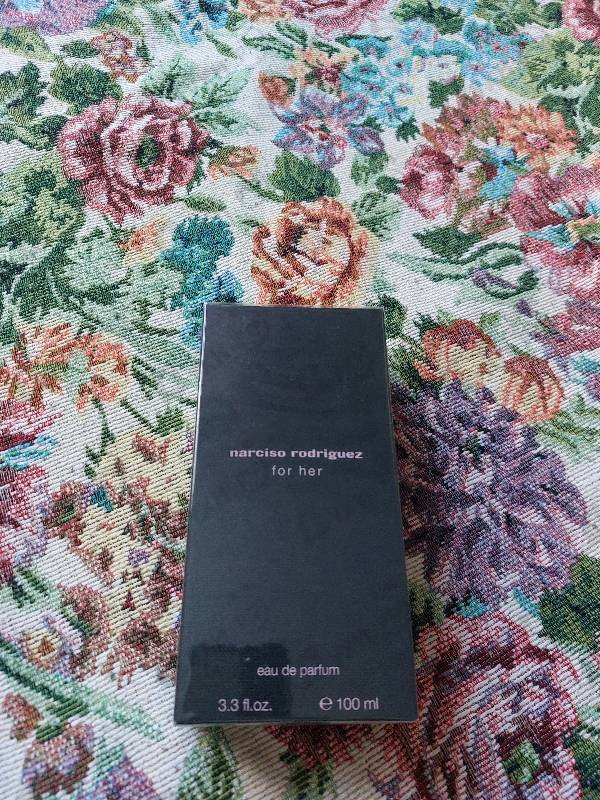 narciso rodriguez
for her
eau de parfum
3.3 fl.oz. ℮ 100 ml